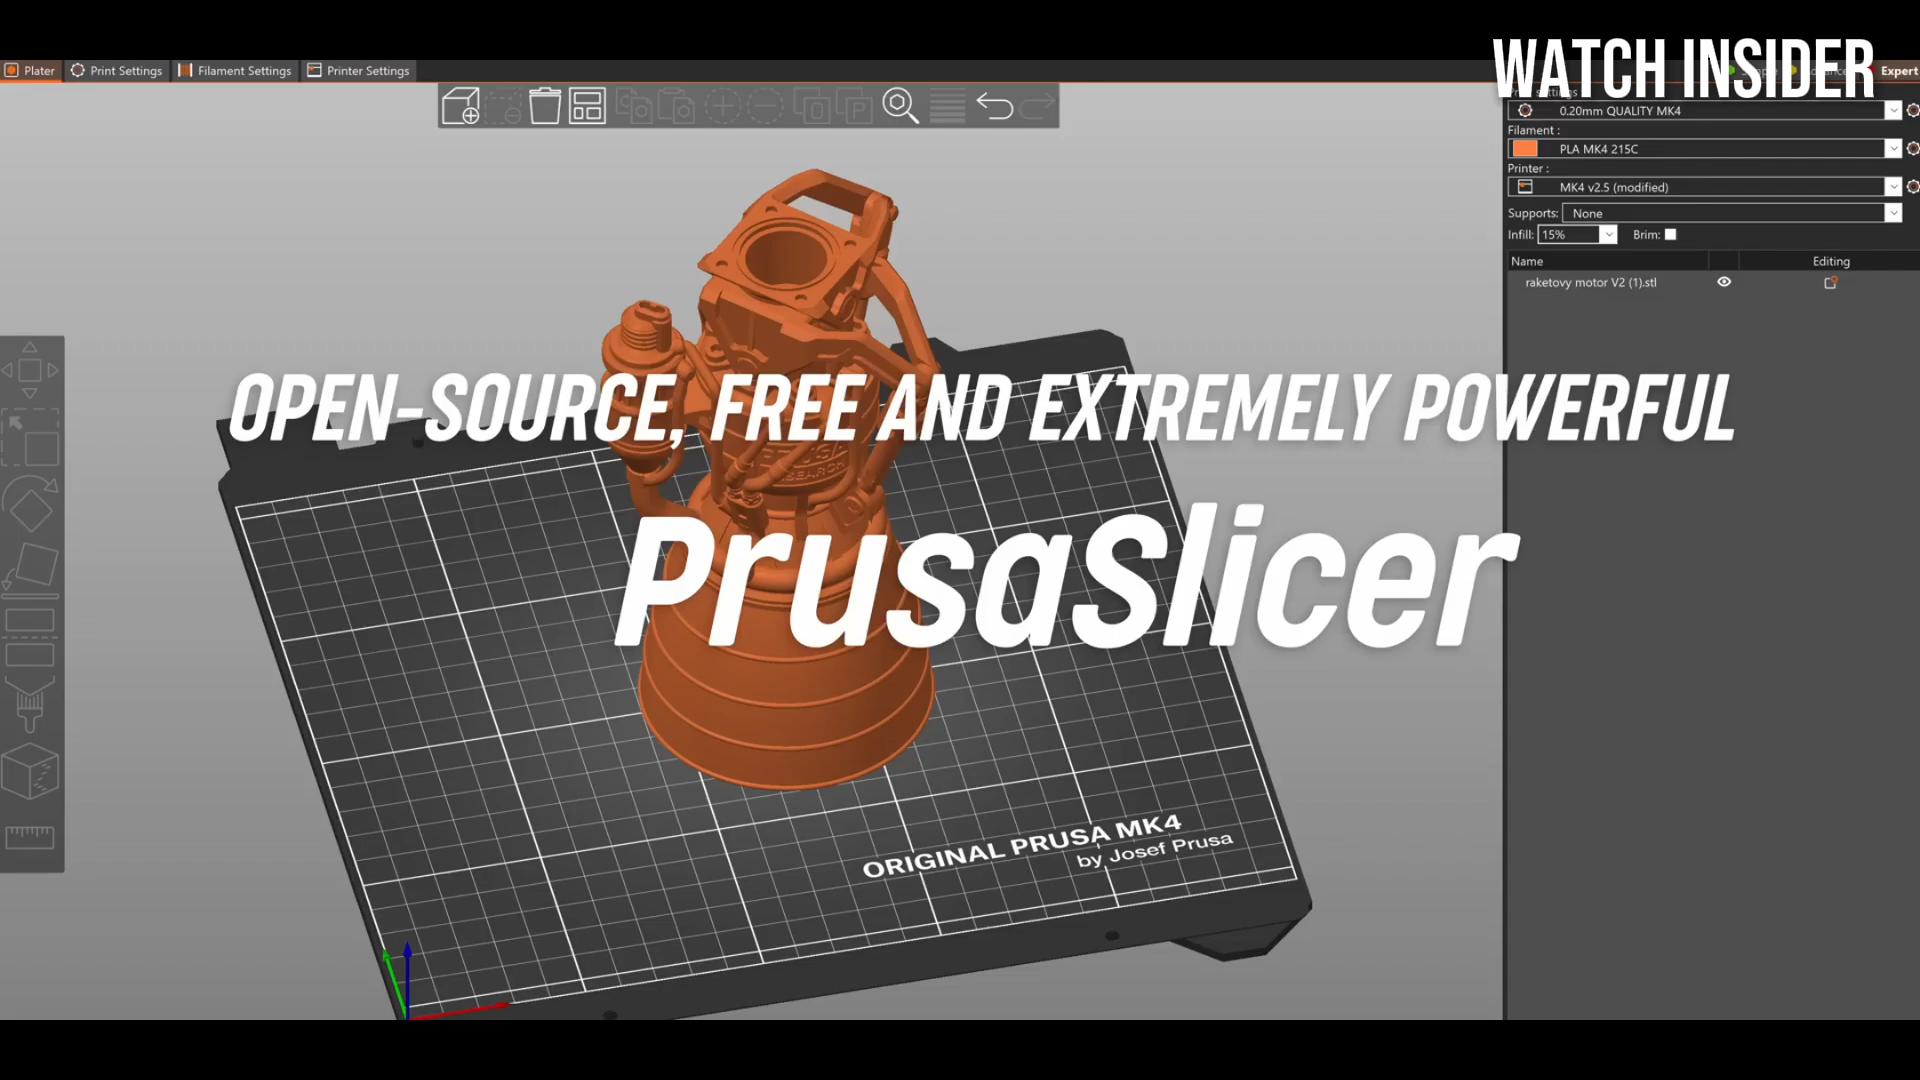 WATCH INSIDER
Plater
Print Settings
Filament Settings
Printer Settings
Expert
0.20mm QUALITY MK4
Filament :
PLA MK4 215C
Printer :
MK4 v2.5 (modified)
Supports: None
Infill: 15% Brim:
Name Editing
raketovy motor V2 (1).stl
OPEN-SOURCE, FREE AND EXTREMELY POWERFUL
PrusaSlicer
ORIGINAL PRUSA MK4
by Josef Prusa